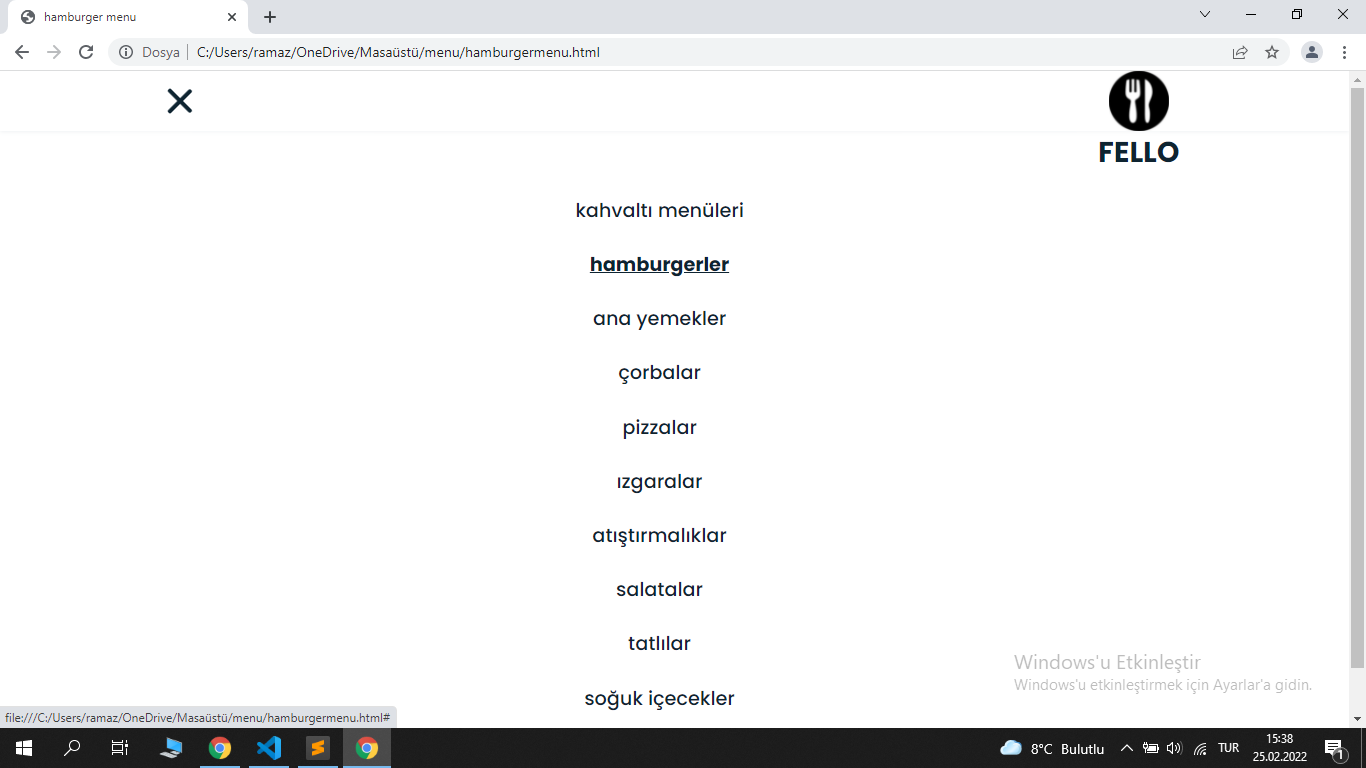 hamburger menu
Dosya
C:/Users/ramaz/OneDrive/Masaüstü/menu/hamburgermenu.html
FELLO
kahvaltı menüleri
hamburgerler
ana yemekler
çorbalar
pizzalar
ızgaralar
atıştırmalıklar
salatalar
tatlılar
soğuk içecekler
Windows'u Etkinleştir
Windows'u etkinleştirmek için Ayarlar'a gidin.
file:///C:/Users/ramaz/OneDrive/Masaüstü/menu/hamburgermenu.html#
8°C Bulutlu
TUR
15:38
25.02.2022
1